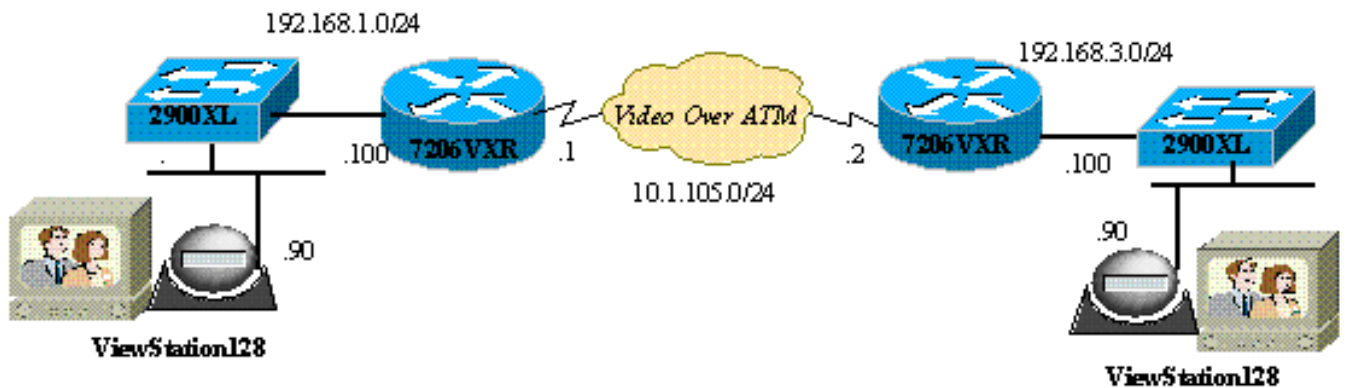 192.168.1.0/24
192.168.3.0/24
2900XL
7206VXR
Video Over ATM
7206VXR
2900XL
.
.100
.1
.2
.100
10.1.105.0/24
.90
.90
ViewStation128
ViewStation128